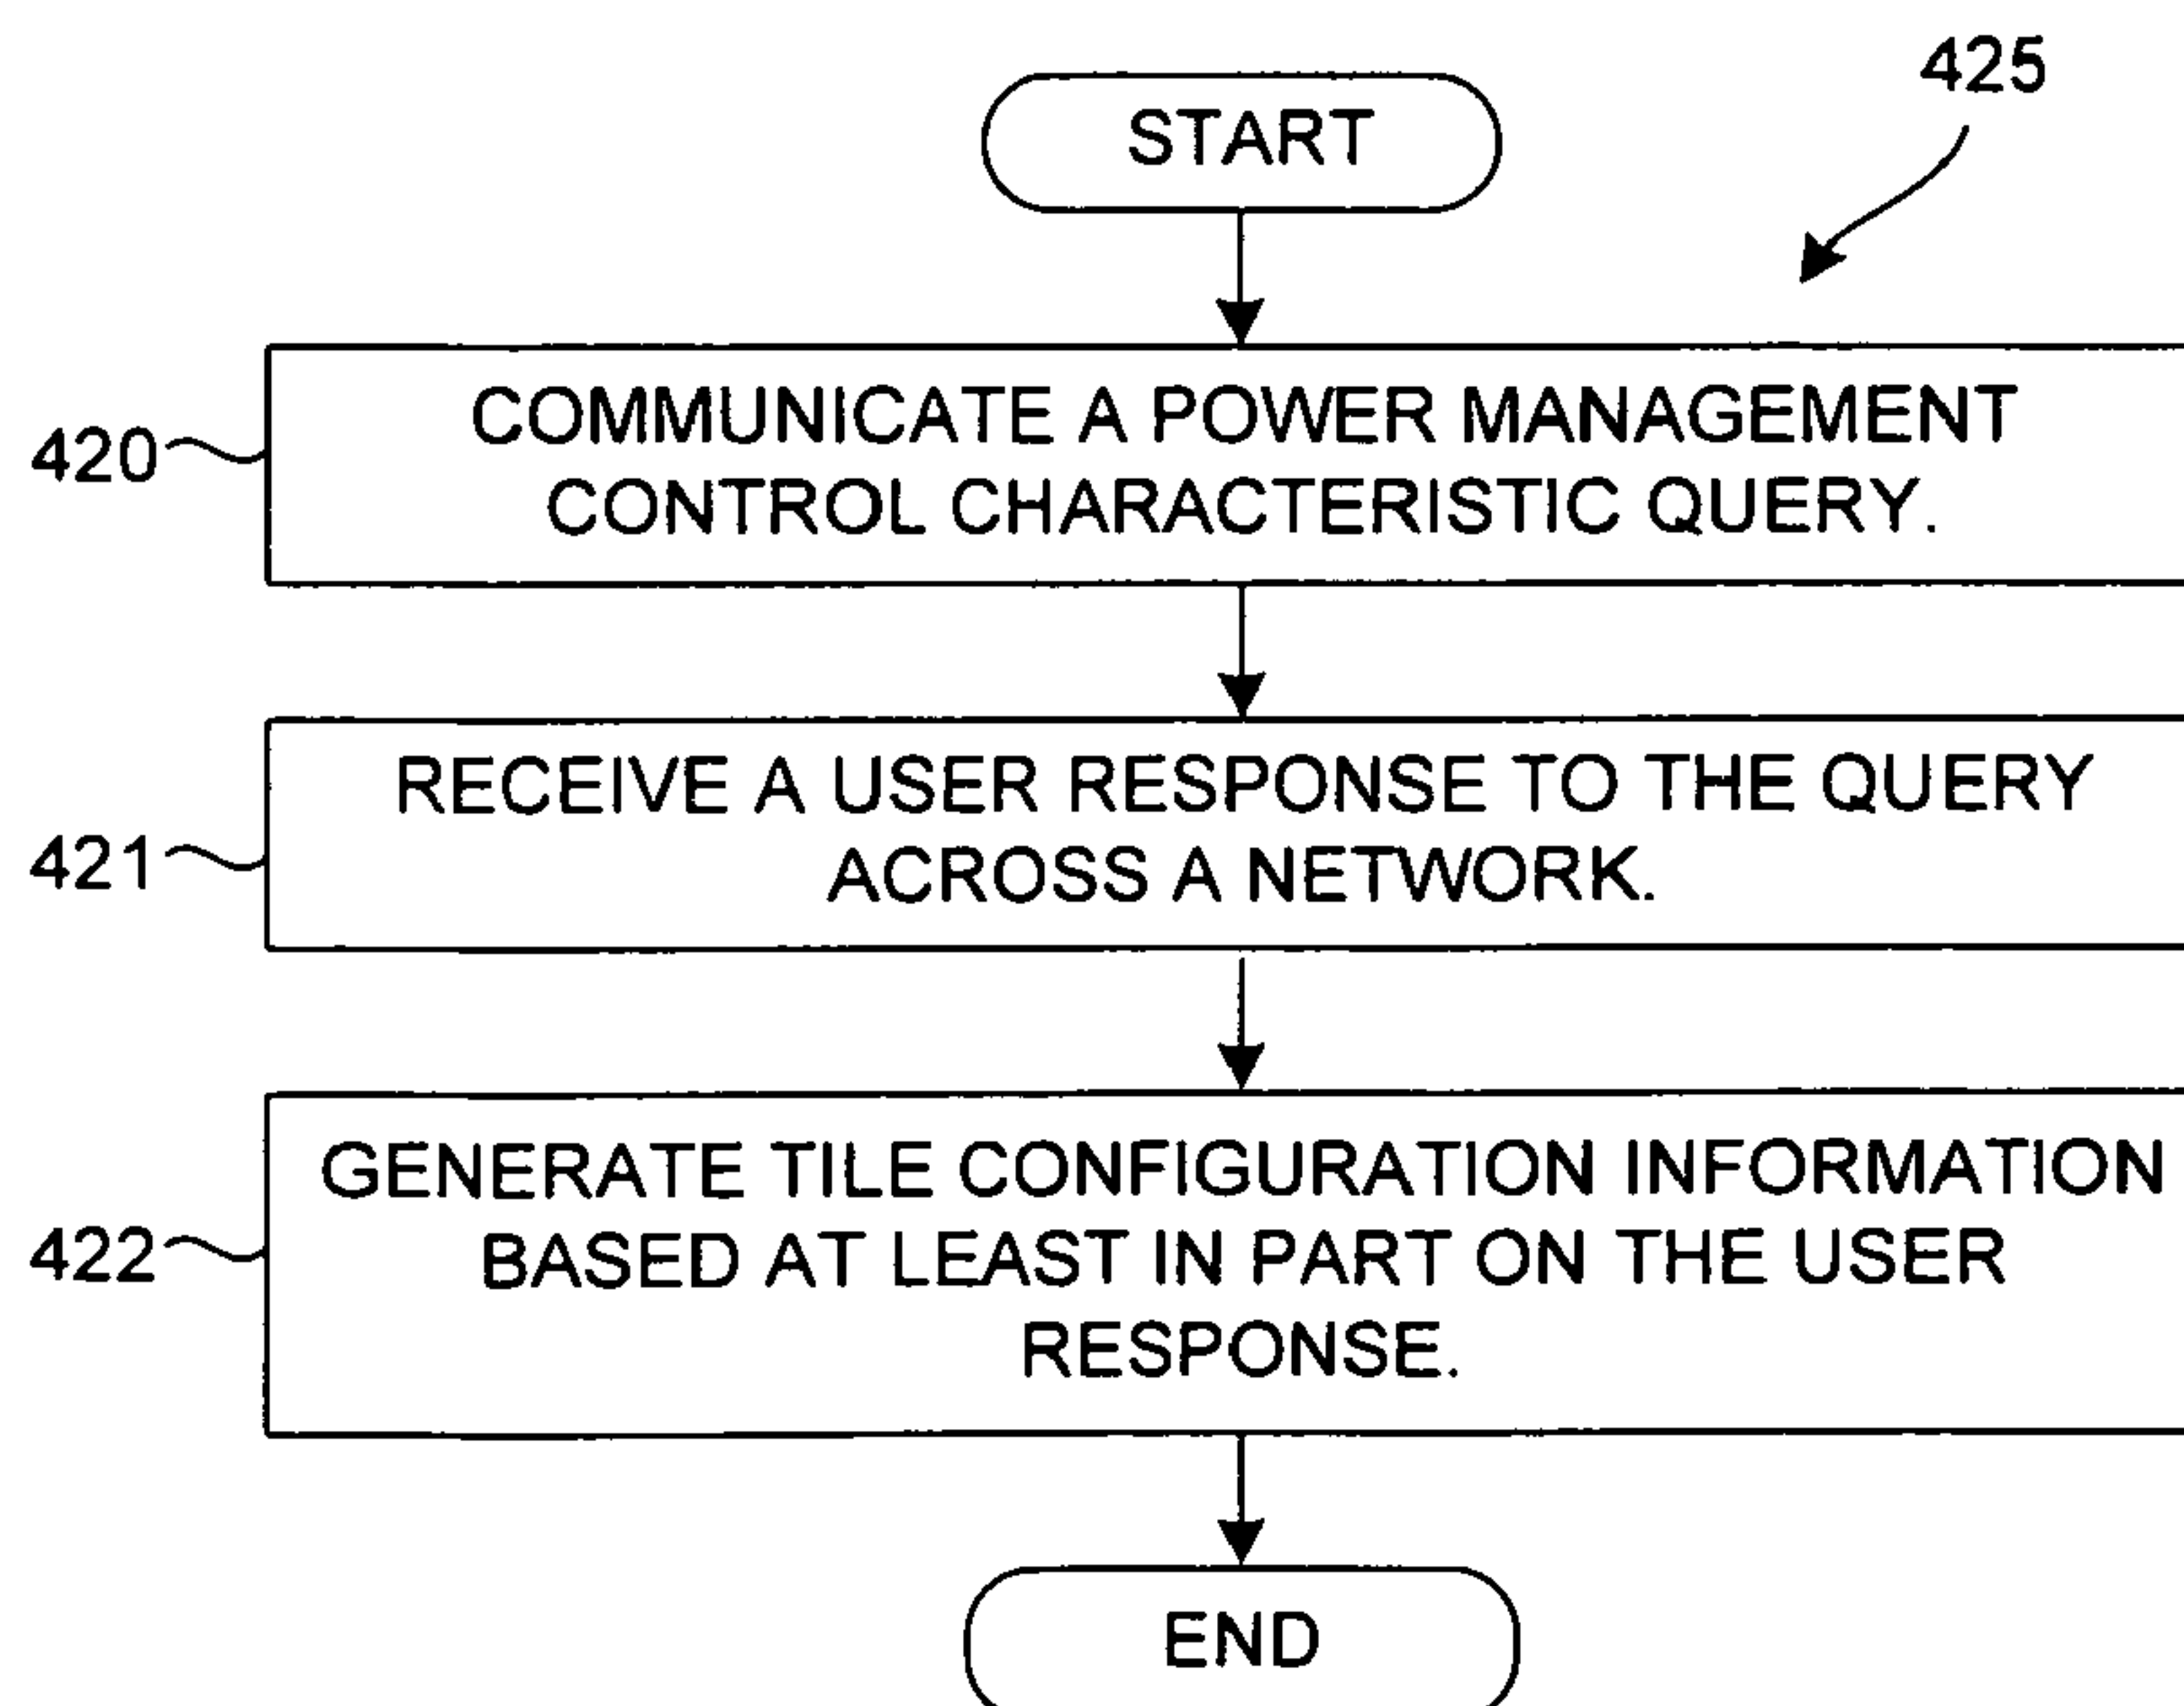 425
START
420
COMMUNICATE A POWER MANAGEMENT
CONTROL CHARACTERISTIC QUERY.
421
RECEIVE A USER RESPONSE TO THE QUERY
ACROSS A NETWORK.
422
GENERATE TILE CONFIGURATION INFORMATION
BASED AT LEAST IN PART ON THE USER
RESPONSE.
END